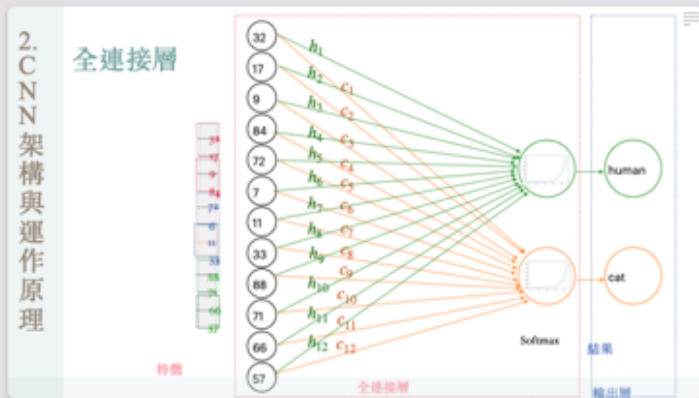 2. CNN 架構與運作原理
全連接層
32
17
9
84
72
7
11
33
88
71
66
57
h1
h2
h3
h4
h5
h6
h7
h8
h9
h10
h11
h12
c1
c2
c3
c4
c5
c6
c7
c8
c9
c10
c11
c12
human
cat
Softmax
特徵
全連接層
結果
輸出層